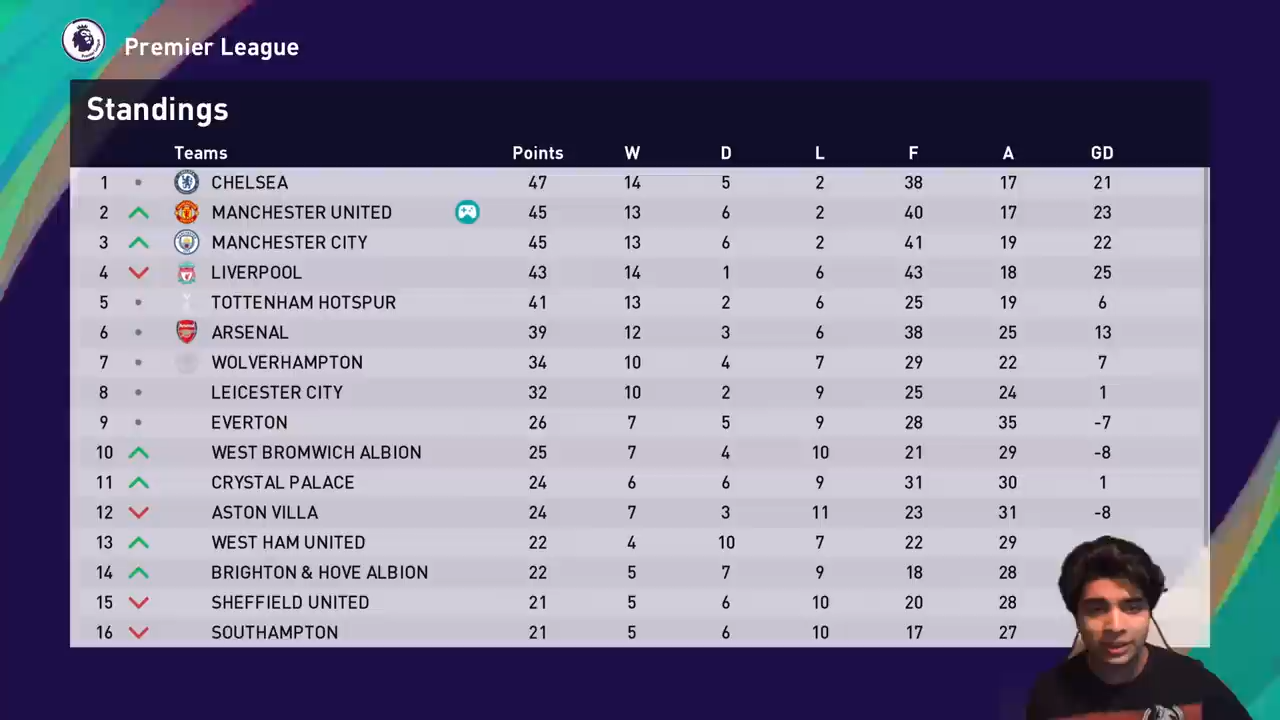 Premier League
Standings
Teams Points W D L F A GD
1 CHELSEA 47 14 5 2 38 17 21
2 MANCHESTER UNITED 45 13 6 2 40 17 23
3 MANCHESTER CITY 45 13 6 2 41 19 22
4 LIVERPOOL 43 14 1 6 43 18 25
5 TOTTENHAM HOTSPUR 41 13 2 6 25 19 6
6 ARSENAL 39 12 3 6 38 25 13
7 WOLVERHAMPTON 34 10 4 7 29 22 7
8 LEICESTER CITY 32 10 2 9 25 24 1
9 EVERTON 26 7 5 9 28 35 -7
10 WEST BROMWICH ALBION 25 7 4 10 21 29 -8
11 CRYSTAL PALACE 24 6 6 9 31 30 1
12 ASTON VILLA 24 7 3 11 23 31 -8
13 WEST HAM UNITED 22 4 10 7 22 29
14 BRIGHTON & HOVE ALBION 22 5 7 9 18 28
15 SHEFFIELD UNITED 21 5 6 10 20 28
16 SOUTHAMPTON 21 5 6 10 17 27